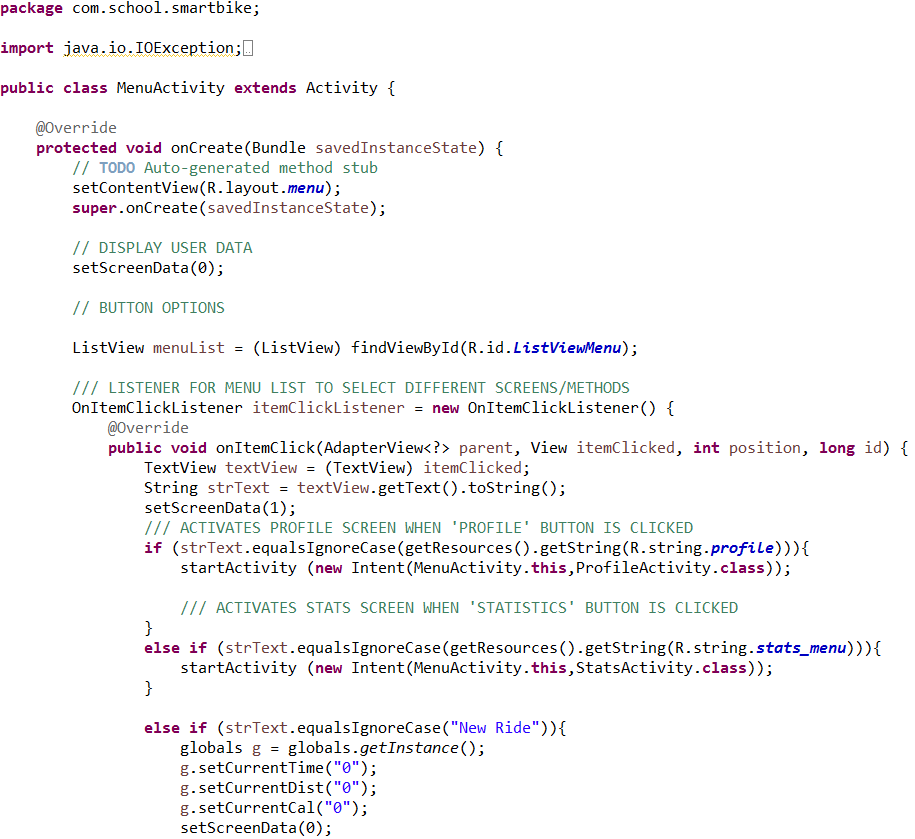 package com.school.smartbike;
import java.io.IOException;
public class MenuActivity extends Activity {
@Override
protected void onCreate(Bundle savedInstanceState) {
// TODO Auto-generated method stub
setContentView(R.layout.menu);
super.onCreate(savedInstanceState);
// DISPLAY USER DATA
setScreenData(0);
// BUTTON OPTIONS
ListView menuList = (ListView) findViewById(R.id.ListViewMenu);
/// LISTENER FOR MENU LIST TO SELECT DIFFERENT SCREENS/METHODS
OnItemClickListener itemClickListener = new OnItemClickListener() {
@Override
public void onItemClick(AdapterView<?> parent, View itemClicked, int position, long id) {
TextView textView = (TextView) itemClicked;
String strText = textView.getText().toString();
setScreenData(1);
/// ACTIVATES PROFILE SCREEN WHEN 'PROFILE' BUTTON IS CLICKED
if (strText.equalsIgnoreCase(getResources().getString(R.string.profile))){
startActivity (new Intent(MenuActivity.this,ProfileActivity.class));
/// ACTIVATES STATS SCREEN WHEN 'STATISTICS' BUTTON IS CLICKED
}
else if (strText.equalsIgnoreCase(getResources().getString(R.string.stats_menu))){
startActivity (new Intent(MenuActivity.this,StatsActivity.class));
}
else if (strText.equalsIgnoreCase("New Ride")){
globals g = globals.getInstance();
g.setCurrentTime("0");
g.setCurrentDist("0");
g.setCurrentCal("0");
setScreenData(0);